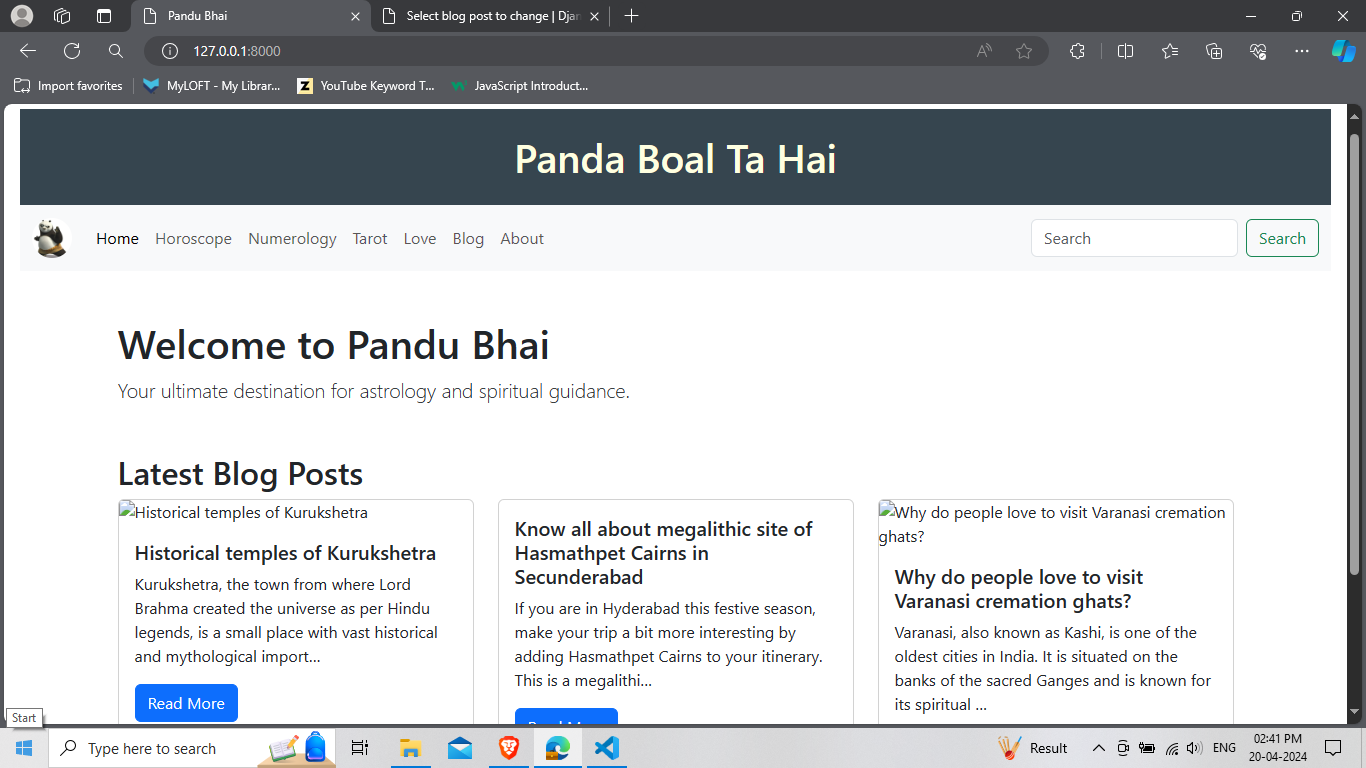 Pandu Bhai
Select blog post to change | Djan
127.0.0.1:8000
Import favorites
MyLOFT - My Librar...
YouTube Keyword T...
JavaScript Introduct...
Panda Boal Ta Hai
Home Horoscope Numerology Tarot Love Blog About
Search
Search
Welcome to Pandu Bhai
Your ultimate destination for astrology and spiritual guidance.
Latest Blog Posts
Historical temples of Kurukshetra
Historical temples of Kurukshetra
Kurukshetra, the town from where Lord
Brahma created the universe as per Hindu
legends, is a small place with vast historical
and mythological import...
Read More
Know all about megalithic site of
Hasmathpet Cairns in
Secunderabad
If you are in Hyderabad this festive season,
make your trip a bit more interesting by
adding Hasmathpet Cairns to your itinerary.
This is a megalithi...
Read More
Why do people love to visit Varanasi cremation
ghats?
Why do people love to visit
Varanasi cremation ghats?
Varanasi, also known as Kashi, is one of the
oldest cities in India. It is situated on the
banks of the sacred Ganges and is known for
its spiritual ...
Start
Type here to search
Result
ENG
02:41 PM
20-04-2024